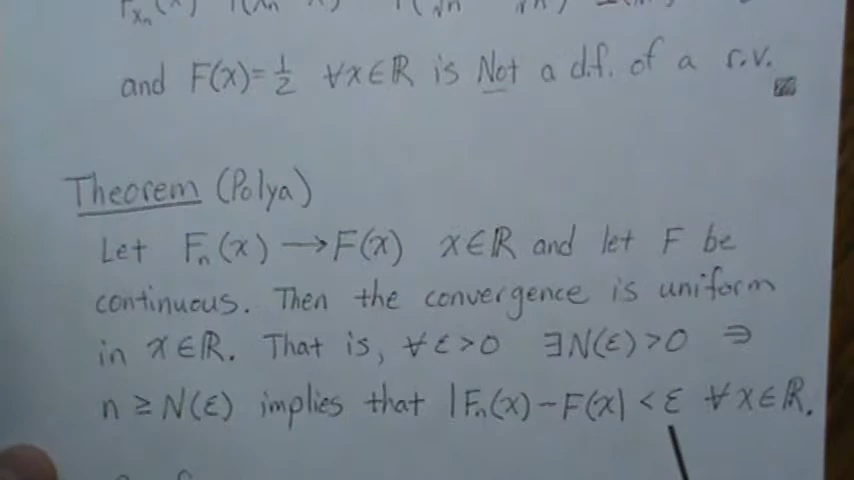 and F(x)=½ ∀x∈ℝ is Not a d.f. of a r.v.
Theorem (Polya)
Let Fₙ(x) ⟶ F(x) x∈ℝ and let F be
continuous. Then the convergence is uniform
in x∈ℝ. That is, ∀ε>0 ∃N(ε)>0 ∋
n ≥ N(ε) implies that |Fₙ(x)−F(x)| < ε ∀x∈ℝ.